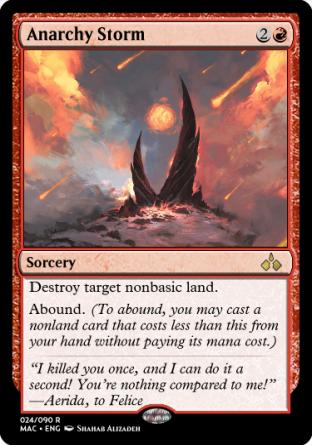 Anarchy Storm 2
Sorcery
Destroy target nonbasic land.
Abound. (To abound, you may cast a
nonland card that costs less than this from
your hand without paying its mana cost.)
“I killed you once, and I can do it a
second! You’re nothing compared to me!”
—Aerida, to Felice
024/090 R
MAC • ENG Shahab Alizadeh